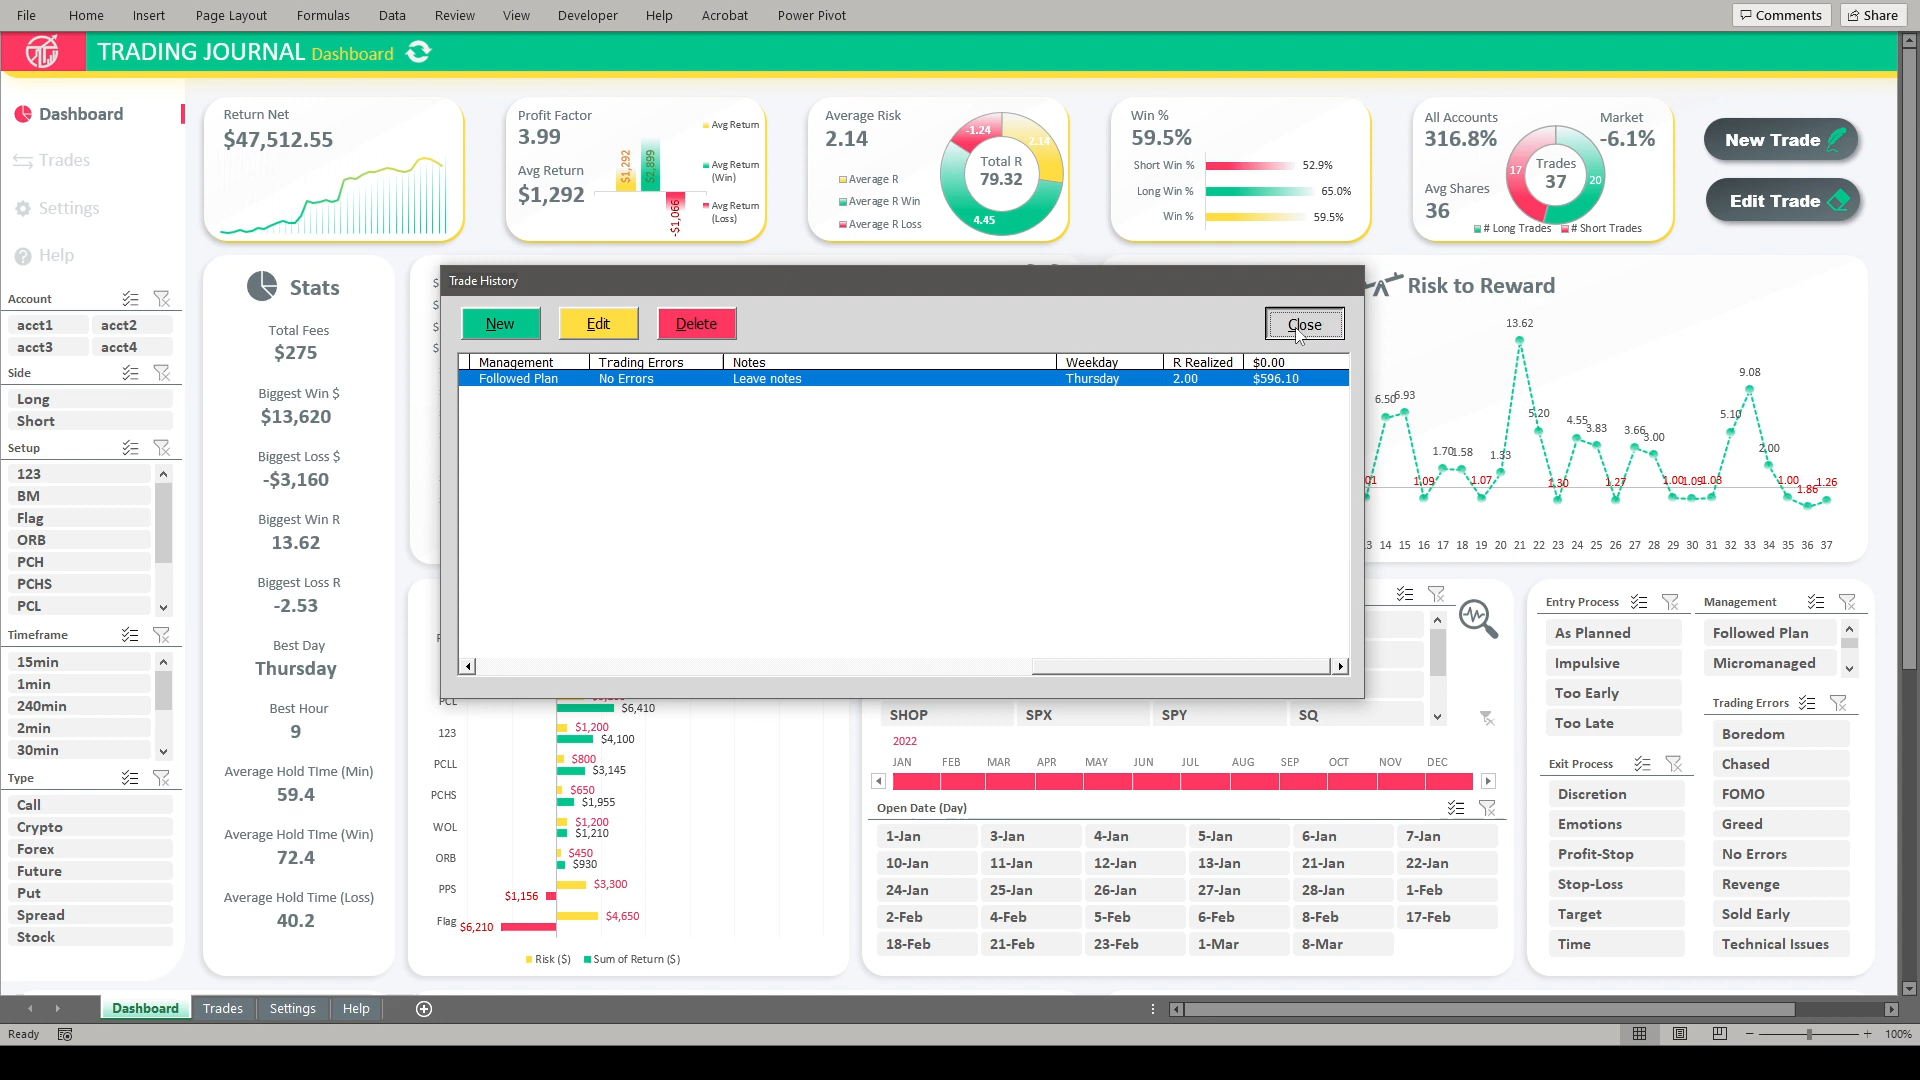 File Home Insert Page Layout Formulas Data Review View Developer Help Acrobat Power Pivot Comments Share
TRADING JOURNAL Dashboard
Dashboard
Trades
Settings
Help
Return Net
$47,512.55
Profit Factor
3.99
Avg Return
$1,292
$1,292
$2,899
-$1,066
Avg Return
Avg Return (Win)
Avg Return (Loss)
Average Risk
2.14
Average R
Average R Win
Average R Loss
-1.24
2.14
4.45
Total R
79.32
Win %
59.5%
Short Win % 52.9%
Long Win % 65.0%
Win % 59.5%
All Accounts
316.8%
Market
-6.1%
Avg Shares
36
Trades
37
17
20
# Long Trades # Short Trades
New Trade
Edit Trade
Account
acct1 acct2
acct3 acct4
Side
Long
Short
Setup
123
BM
Flag
ORB
PCH
PCHS
PCL
Timeframe
15min
1min
240min
2min
30min
Type
Call
Crypto
Forex
Future
Put
Spread
Stock
Stats
Total Fees
$275
Biggest Win $
$13,620
Biggest Loss $
-$3,160
Biggest Win R
13.62
Biggest Loss R
-2.53
Best Day
Thursday
Best Hour
9
Average Hold TIme (Min)
59.4
Average Hold TIme (Win)
72.4
Average Hold Time (Loss)
40.2
Trade History
New Edit Delete Close
Management Trading Errors Notes Weekday R Realized $0.00
Followed Plan No Errors Leave notes Thursday 2.00 $596.10
Risk to Reward
13.62
9.08
6.50 6.93
5.20
5.10
4.55
3.83
3.66
3.00
2.00
1.70 1.58
1.33
1.09 1.07 1.30 1.27 1.00 1.09 1.08 1.00 1.86 1.26
3 14 15 16 17 18 19 20 21 22 23 24 25 26 27 28 29 30 31 32 33 34 35 36 37
PCL $6,410
123 $1,200
$4,100
PCLL $800
$3,145
PCHS $650
$1,955
WOL $1,200
$1,210
ORB $450
$930
PPS $3,300
$1,156
Flag $4,650
$6,210
Risk ($) Sum of Return ($)
SHOP SPX SPY SQ
2022
JAN FEB MAR APR MAY JUN JUL AUG SEP OCT NOV DEC
Open Date (Day)
1-Jan 3-Jan 4-Jan 5-Jan 6-Jan 7-Jan
10-Jan 11-Jan 12-Jan 13-Jan 21-Jan 22-Jan
24-Jan 25-Jan 26-Jan 27-Jan 28-Jan 1-Feb
2-Feb 4-Feb 5-Feb 6-Feb 8-Feb 17-Feb
18-Feb 21-Feb 23-Feb 1-Mar 8-Mar
Entry Process
As Planned
Impulsive
Too Early
Too Late
Exit Process
Discretion
Emotions
Profit-Stop
Stop-Loss
Target
Time
Management
Followed Plan
Micromanaged
Trading Errors
Boredom
Chased
FOMO
Greed
No Errors
Revenge
Sold Early
Technical Issues
Dashboard Trades Settings Help
Ready
100%